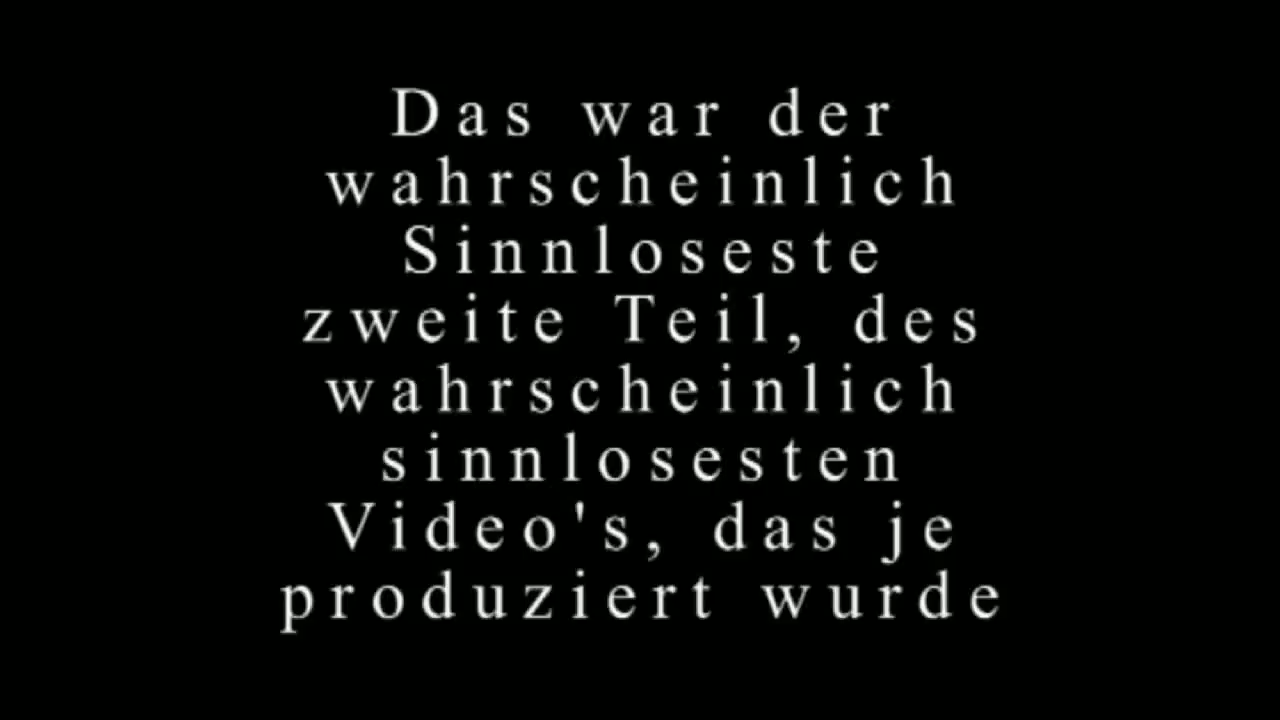 Das war der
wahrscheinlich
Sinnloseste
zweite Teil, des
wahrscheinlich
sinnlosesten
Video's, das je
produziert wurde